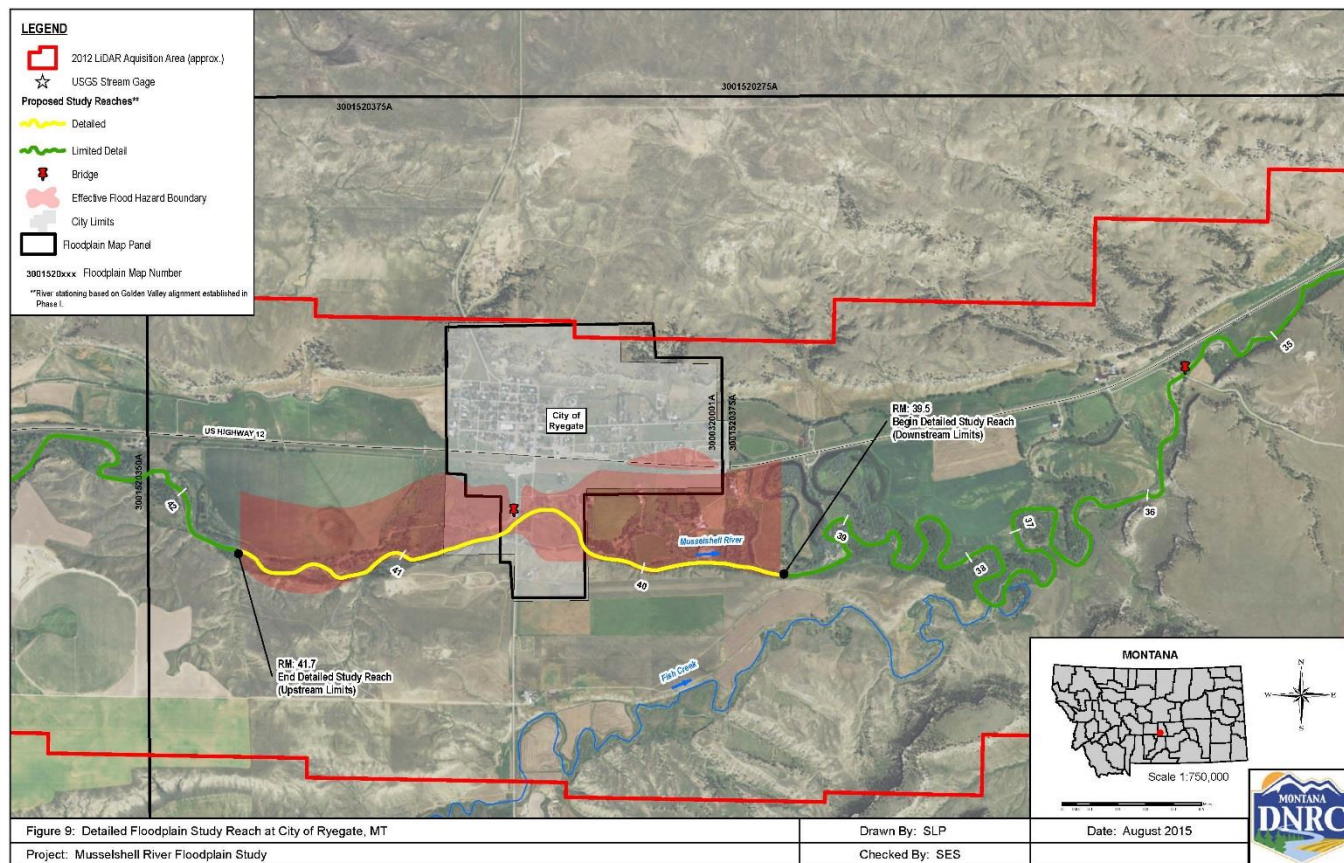 LEGEND
2012 LiDAR Aquisition Area (approx.)
USGS Stream Gage
Proposed Study Reaches**
Detailed
Limited Detail
Bridge
Effective Flood Hazard Boundary
City Limits
Floodplain Map Panel
3001520xxx Floodplain Map Number
**River stationing based on Golden Valley alignment established in
Phase I.
3001520275A
3001520375A
City of
Ryegate
3000320001A
3001520375A
RM: 39.5
Begin Detailed Study Reach
(Downstream Limits)
35
US HIGHWAY 12
3001520350A
42
41
40
39
38
37
36
Musselshell River
RM: 41.7
End Detailed Study Reach
(Upstream Limits)
Fish Creek
MONTANA
N
W
E
S
Scale 1:750,000
MONTANA
DNRC
Figure 9: Detailed Floodplain Study Reach at City of Ryegate, MT
Drawn By: SLP
Date: August 2015
Project: Musselshell River Floodplain Study
Checked By: SES